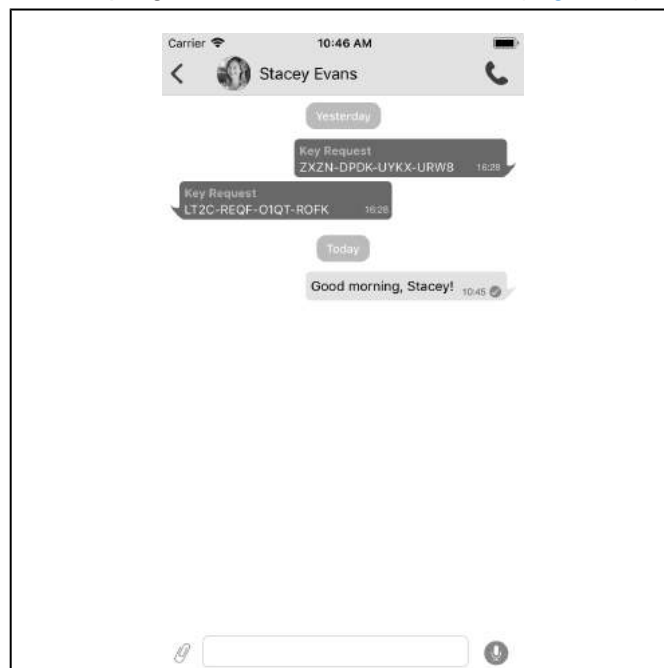 Carrier 10:46 AM
Stacey Evans
Yesterday
Key Request
ZXZN-DPDK-UYKX-URW8 16:28
Key Request
LT2C-REQF-O1QT-ROFK 16:28
Today
Good morning, Stacey! 10:45